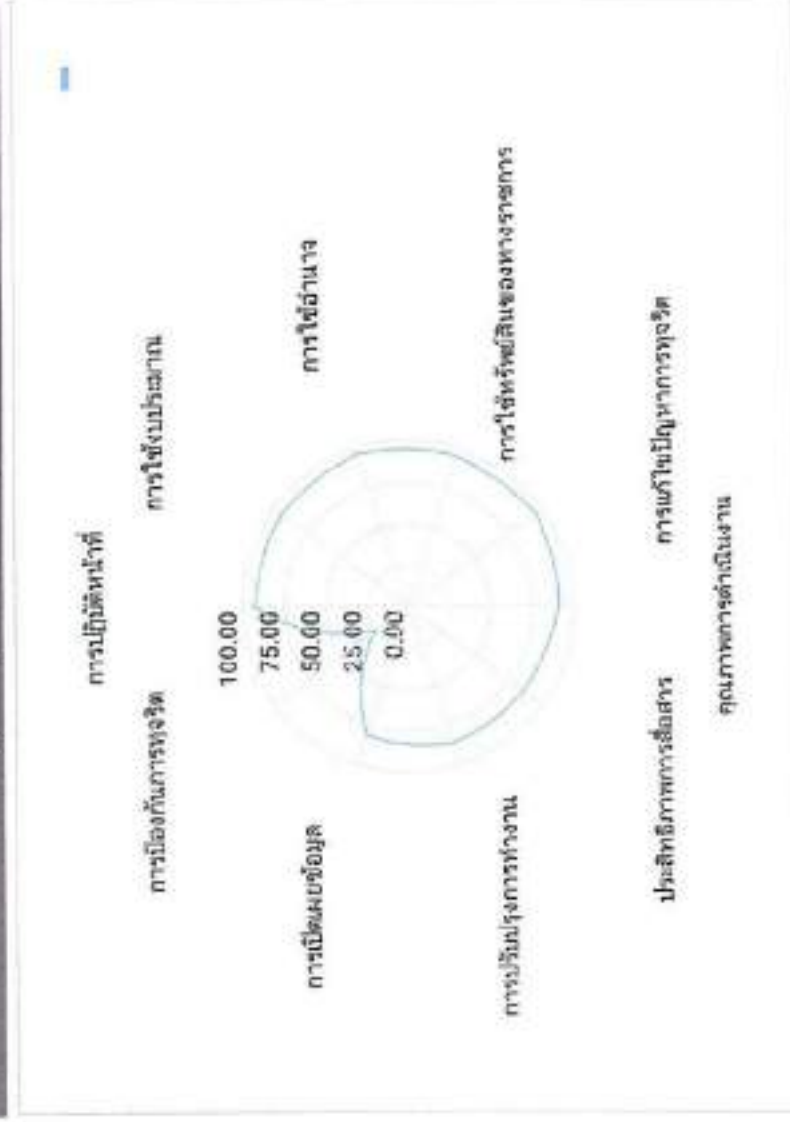 การปฏิบัติหน้าที่
การป้องกันการทุจริต
การใช้งบประมาณ
100.00
75.00
50.00
25.00
0.00
การเปิดเผยข้อมูล
การใช้อำนาจ
การปรับปรุงการทำงาน
การใช้ทรัพย์สินของทางราชการ
ประสิทธิภาพการสื่อสาร
การแก้ไขปัญหาการทุจริต
คุณภาพการดำเนินงาน